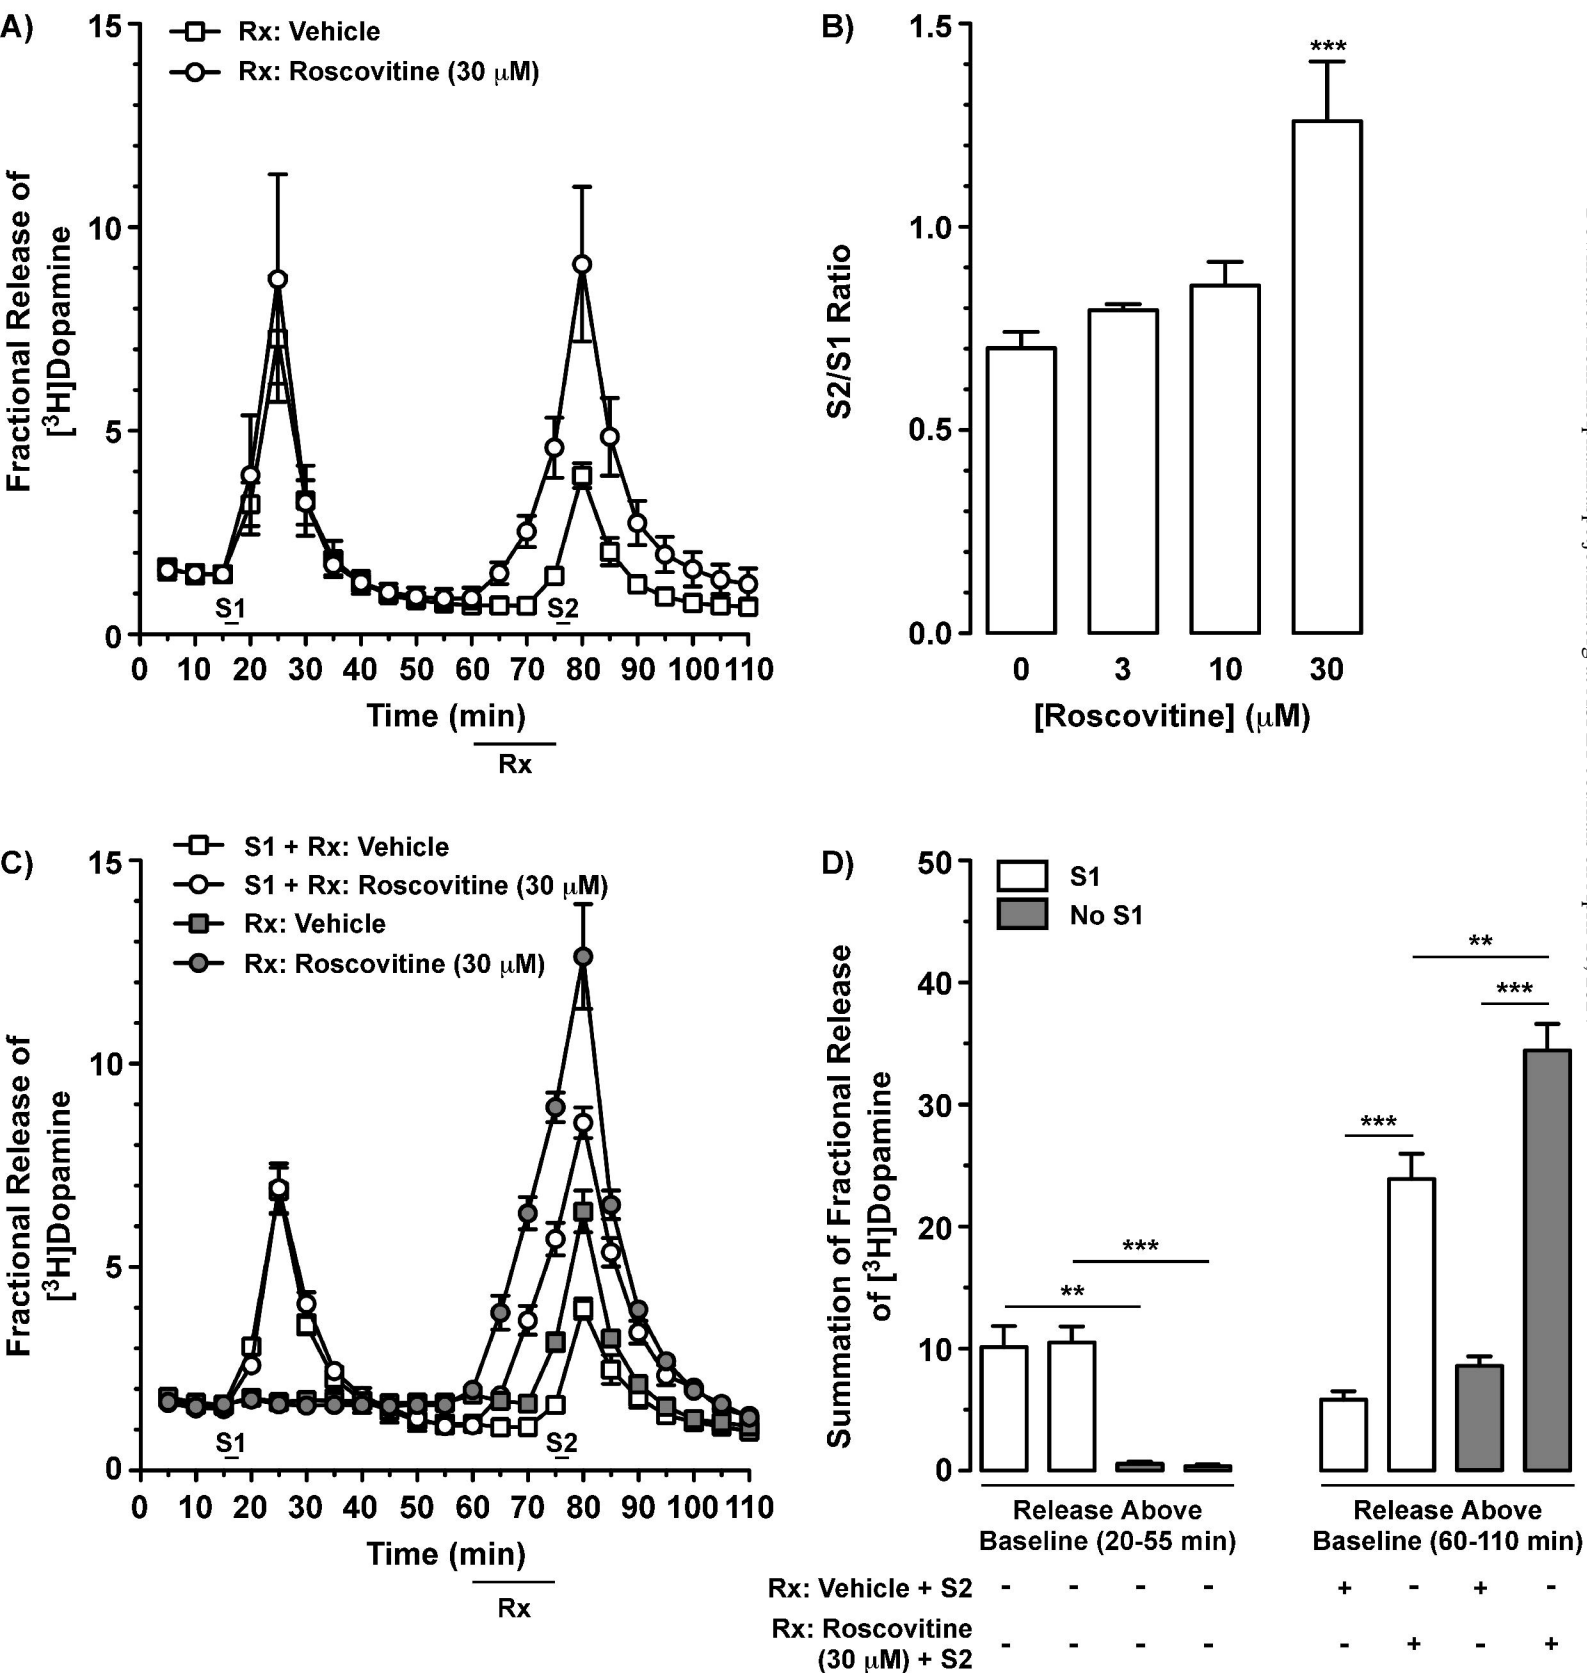 A)
Rx: Vehicle
Rx: Roscovitine (30 μM)
15
10
5
0
Fractional Release of
[³H]Dopamine
S1
S2
0 10 20 30 40 50 60 70 80 90 100 110
Time (min)
Rx
B)
1.5
1.0
0.5
0.0
S2/S1 Ratio
***
0 3 10 30
[Roscovitine] (μM)
C)
S1 + Rx: Vehicle
S1 + Rx: Roscovitine (30 μM)
Rx: Vehicle
Rx: Roscovitine (30 μM)
15
10
5
0
Fractional Release of
[³H]Dopamine
S1
S2
0 10 20 30 40 50 60 70 80 90 100 110
Time (min)
Rx
D)
S1
No S1
50
40
30
20
10
0
Summation of Fractional Release
of [³H]Dopamine
**
***
***
***
**
Release Above
Baseline (20-55 min)
Release Above
Baseline (60-110 min)
Rx: Vehicle + S2 - - - - + - + -
Rx: Roscovitine
(30 μM) + S2 - - - - - + - +